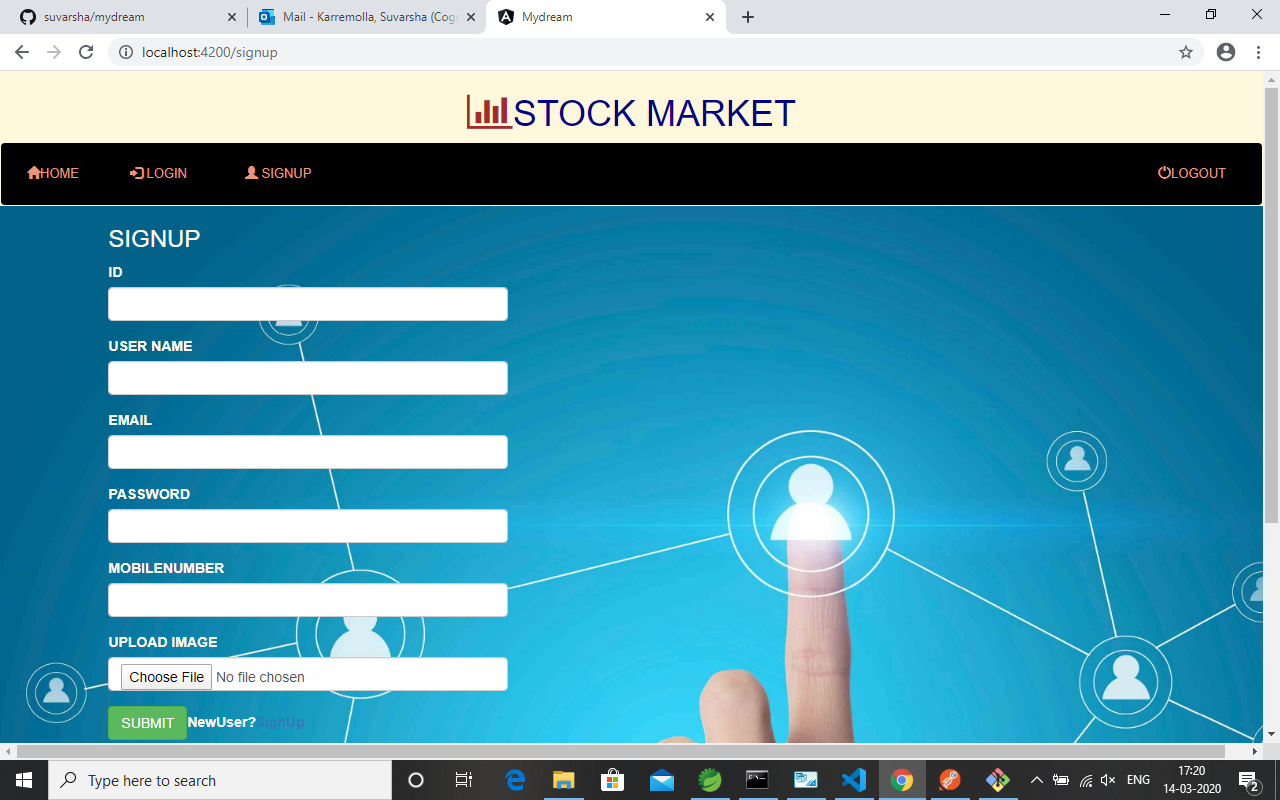 suvarsha/mydream
Mail - Karremolla, Suvarsha (Cog
Mydream
localhost:4200/signup
STOCK MARKET
HOME LOGIN SIGNUP LOGOUT
SIGNUP
ID
USER NAME
EMAIL
PASSWORD
MOBILENUMBER
UPLOAD IMAGE
Choose File No file chosen
SUBMIT NewUser?SignUp
Type here to search
ENG
17:20
14-03-2020
2